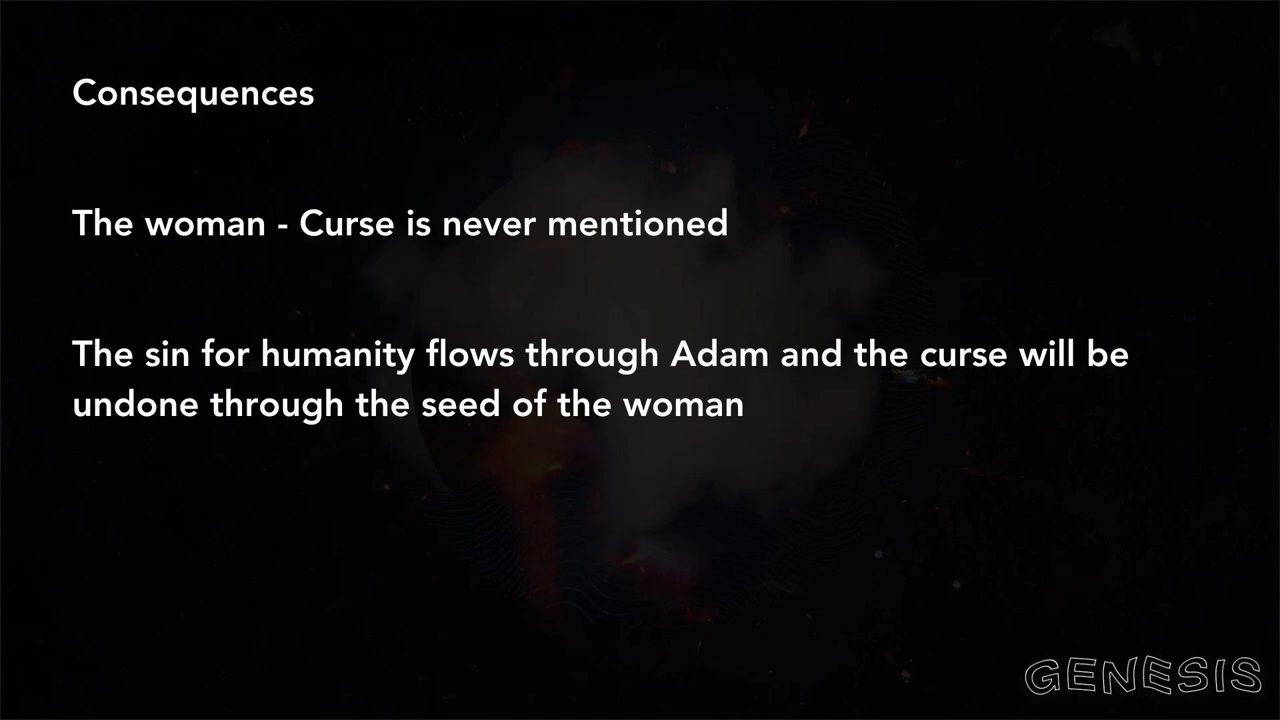 Consequences
The woman - Curse is never mentioned
The sin for humanity flows through Adam and the curse will be
undone through the seed of the woman
GENESIS